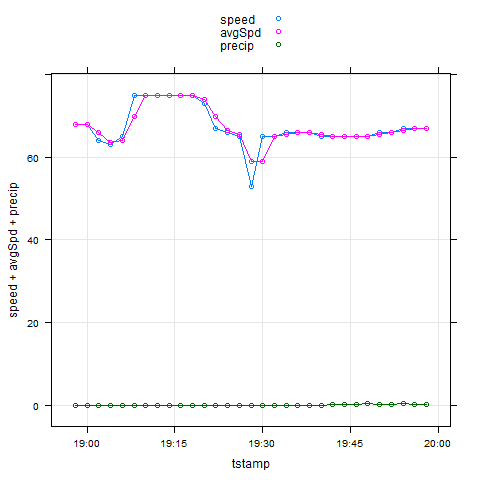 speed
avgSpd
precip
60
40
20
0
speed + avgSpd + precip
19:00 19:15 19:30 19:45 20:00
tstamp